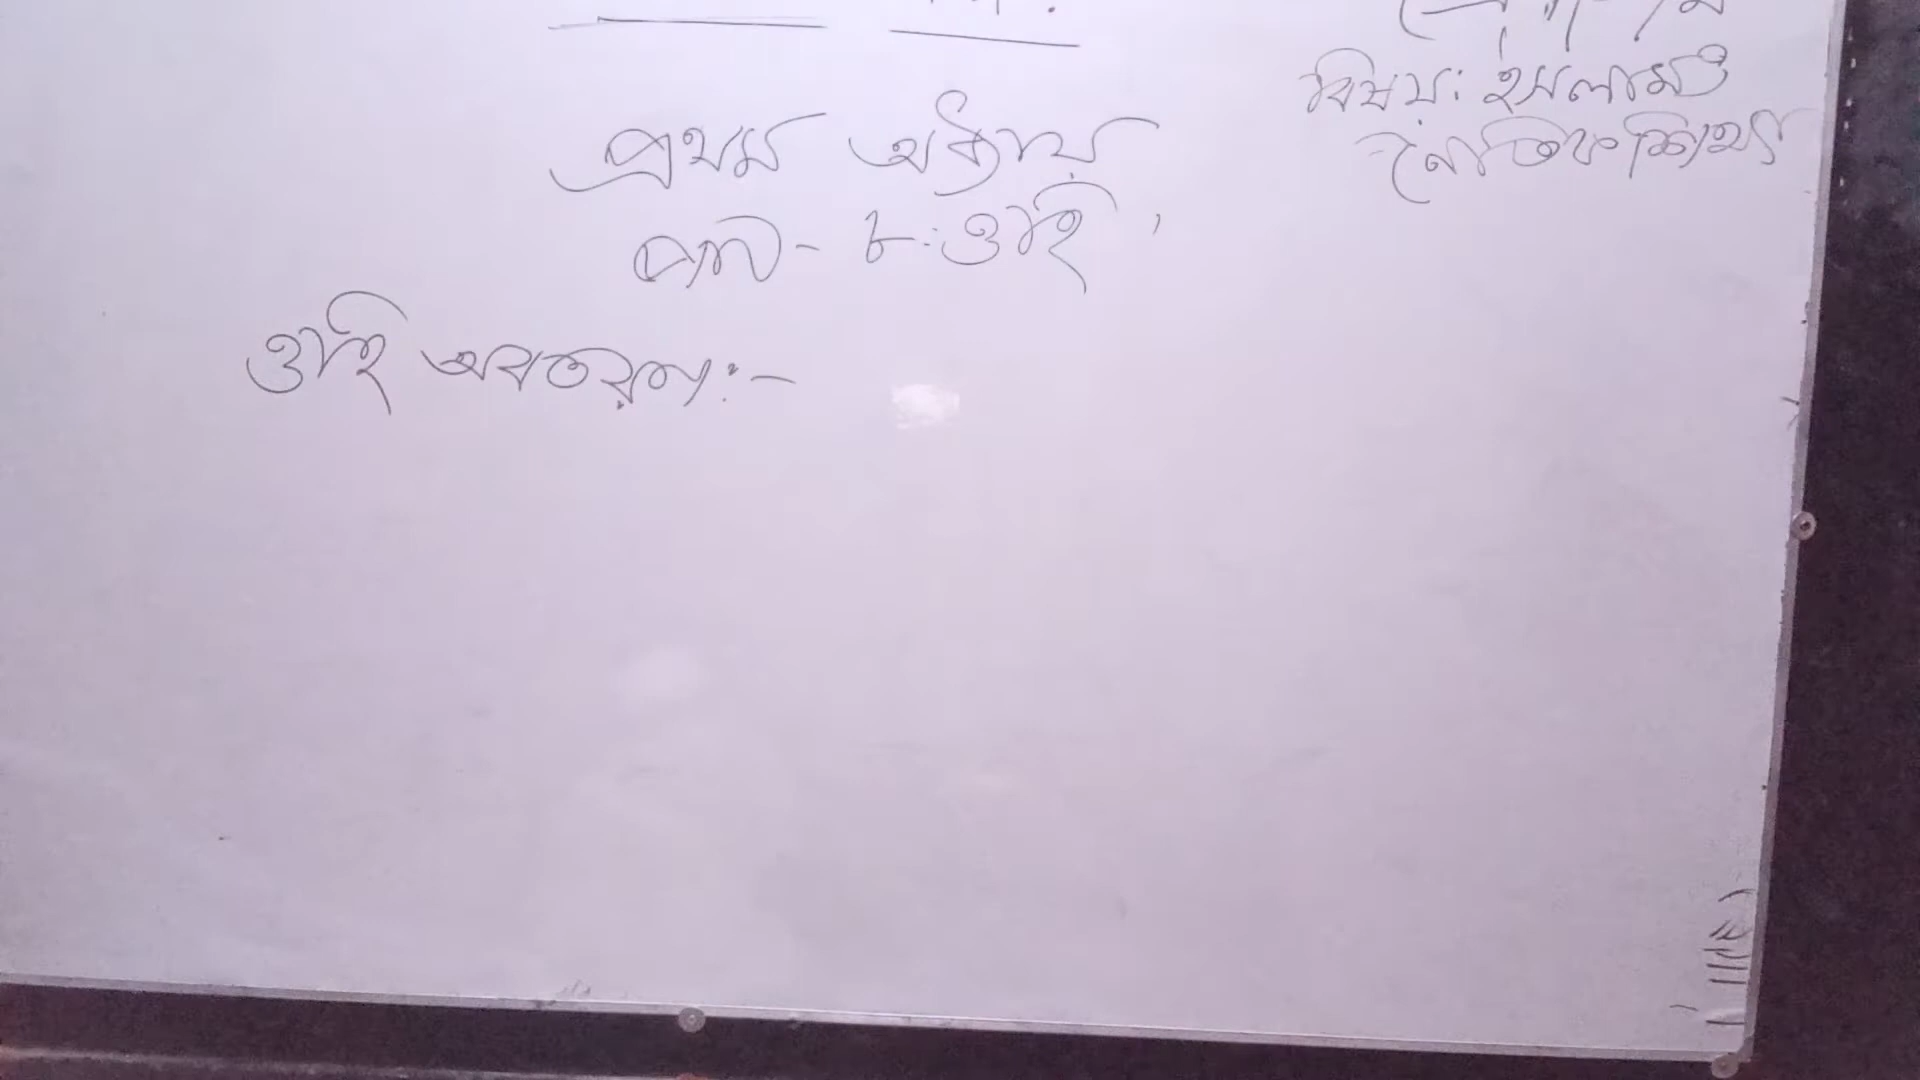 বিষয়: ইসলাম ও
নৈতিক শিক্ষা
প্রথম অধ্যায়
পাঠ - ৮: ওহি
ওহি অবতরণ :-